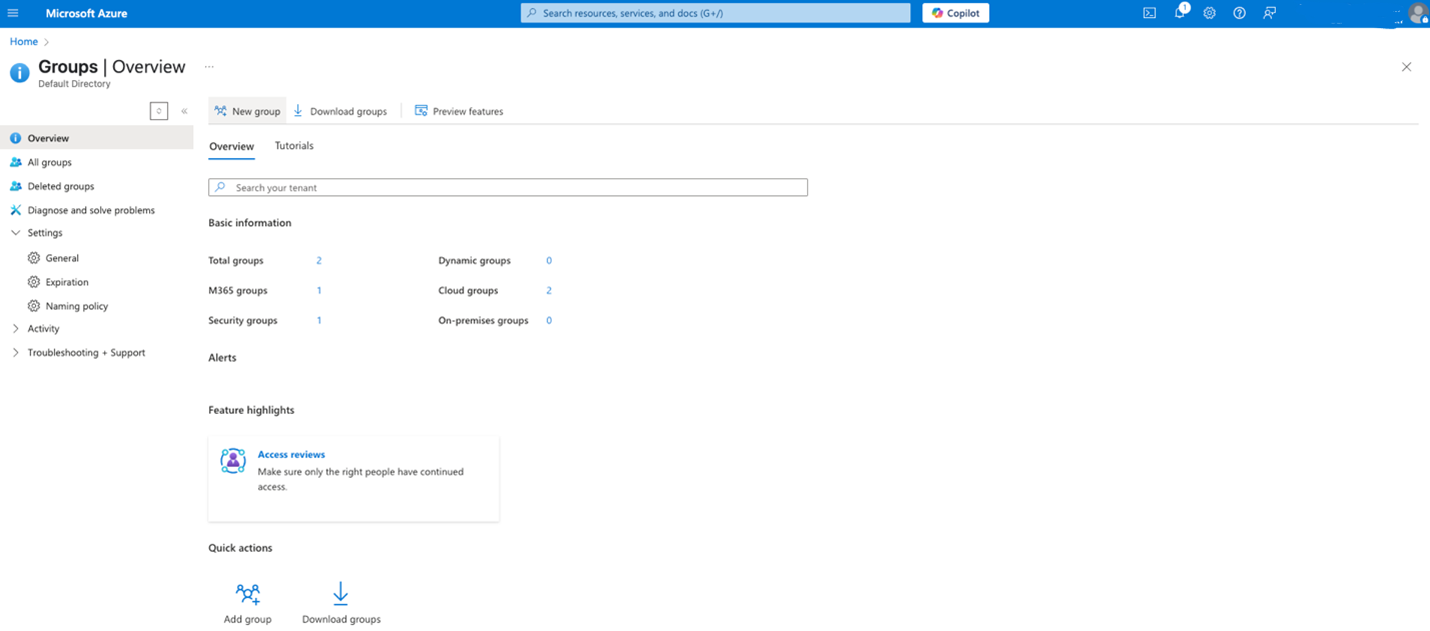 Microsoft Azure
Search resources, services, and docs (G+/)
Copilot
1
Home
Groups | Overview
Default Directory
New group
Download groups
Preview features
Overview
All groups
Deleted groups
Diagnose and solve problems
Settings
General
Expiration
Naming policy
Activity
Troubleshooting + Support
Overview Tutorials
Search your tenant
Basic information
Total groups 2 Dynamic groups 0
M365 groups 1 Cloud groups 2
Security groups 1 On-premises groups 0
Alerts
Feature highlights
Access reviews
Make sure only the right people have continued
access.
Quick actions
Add group Download groups